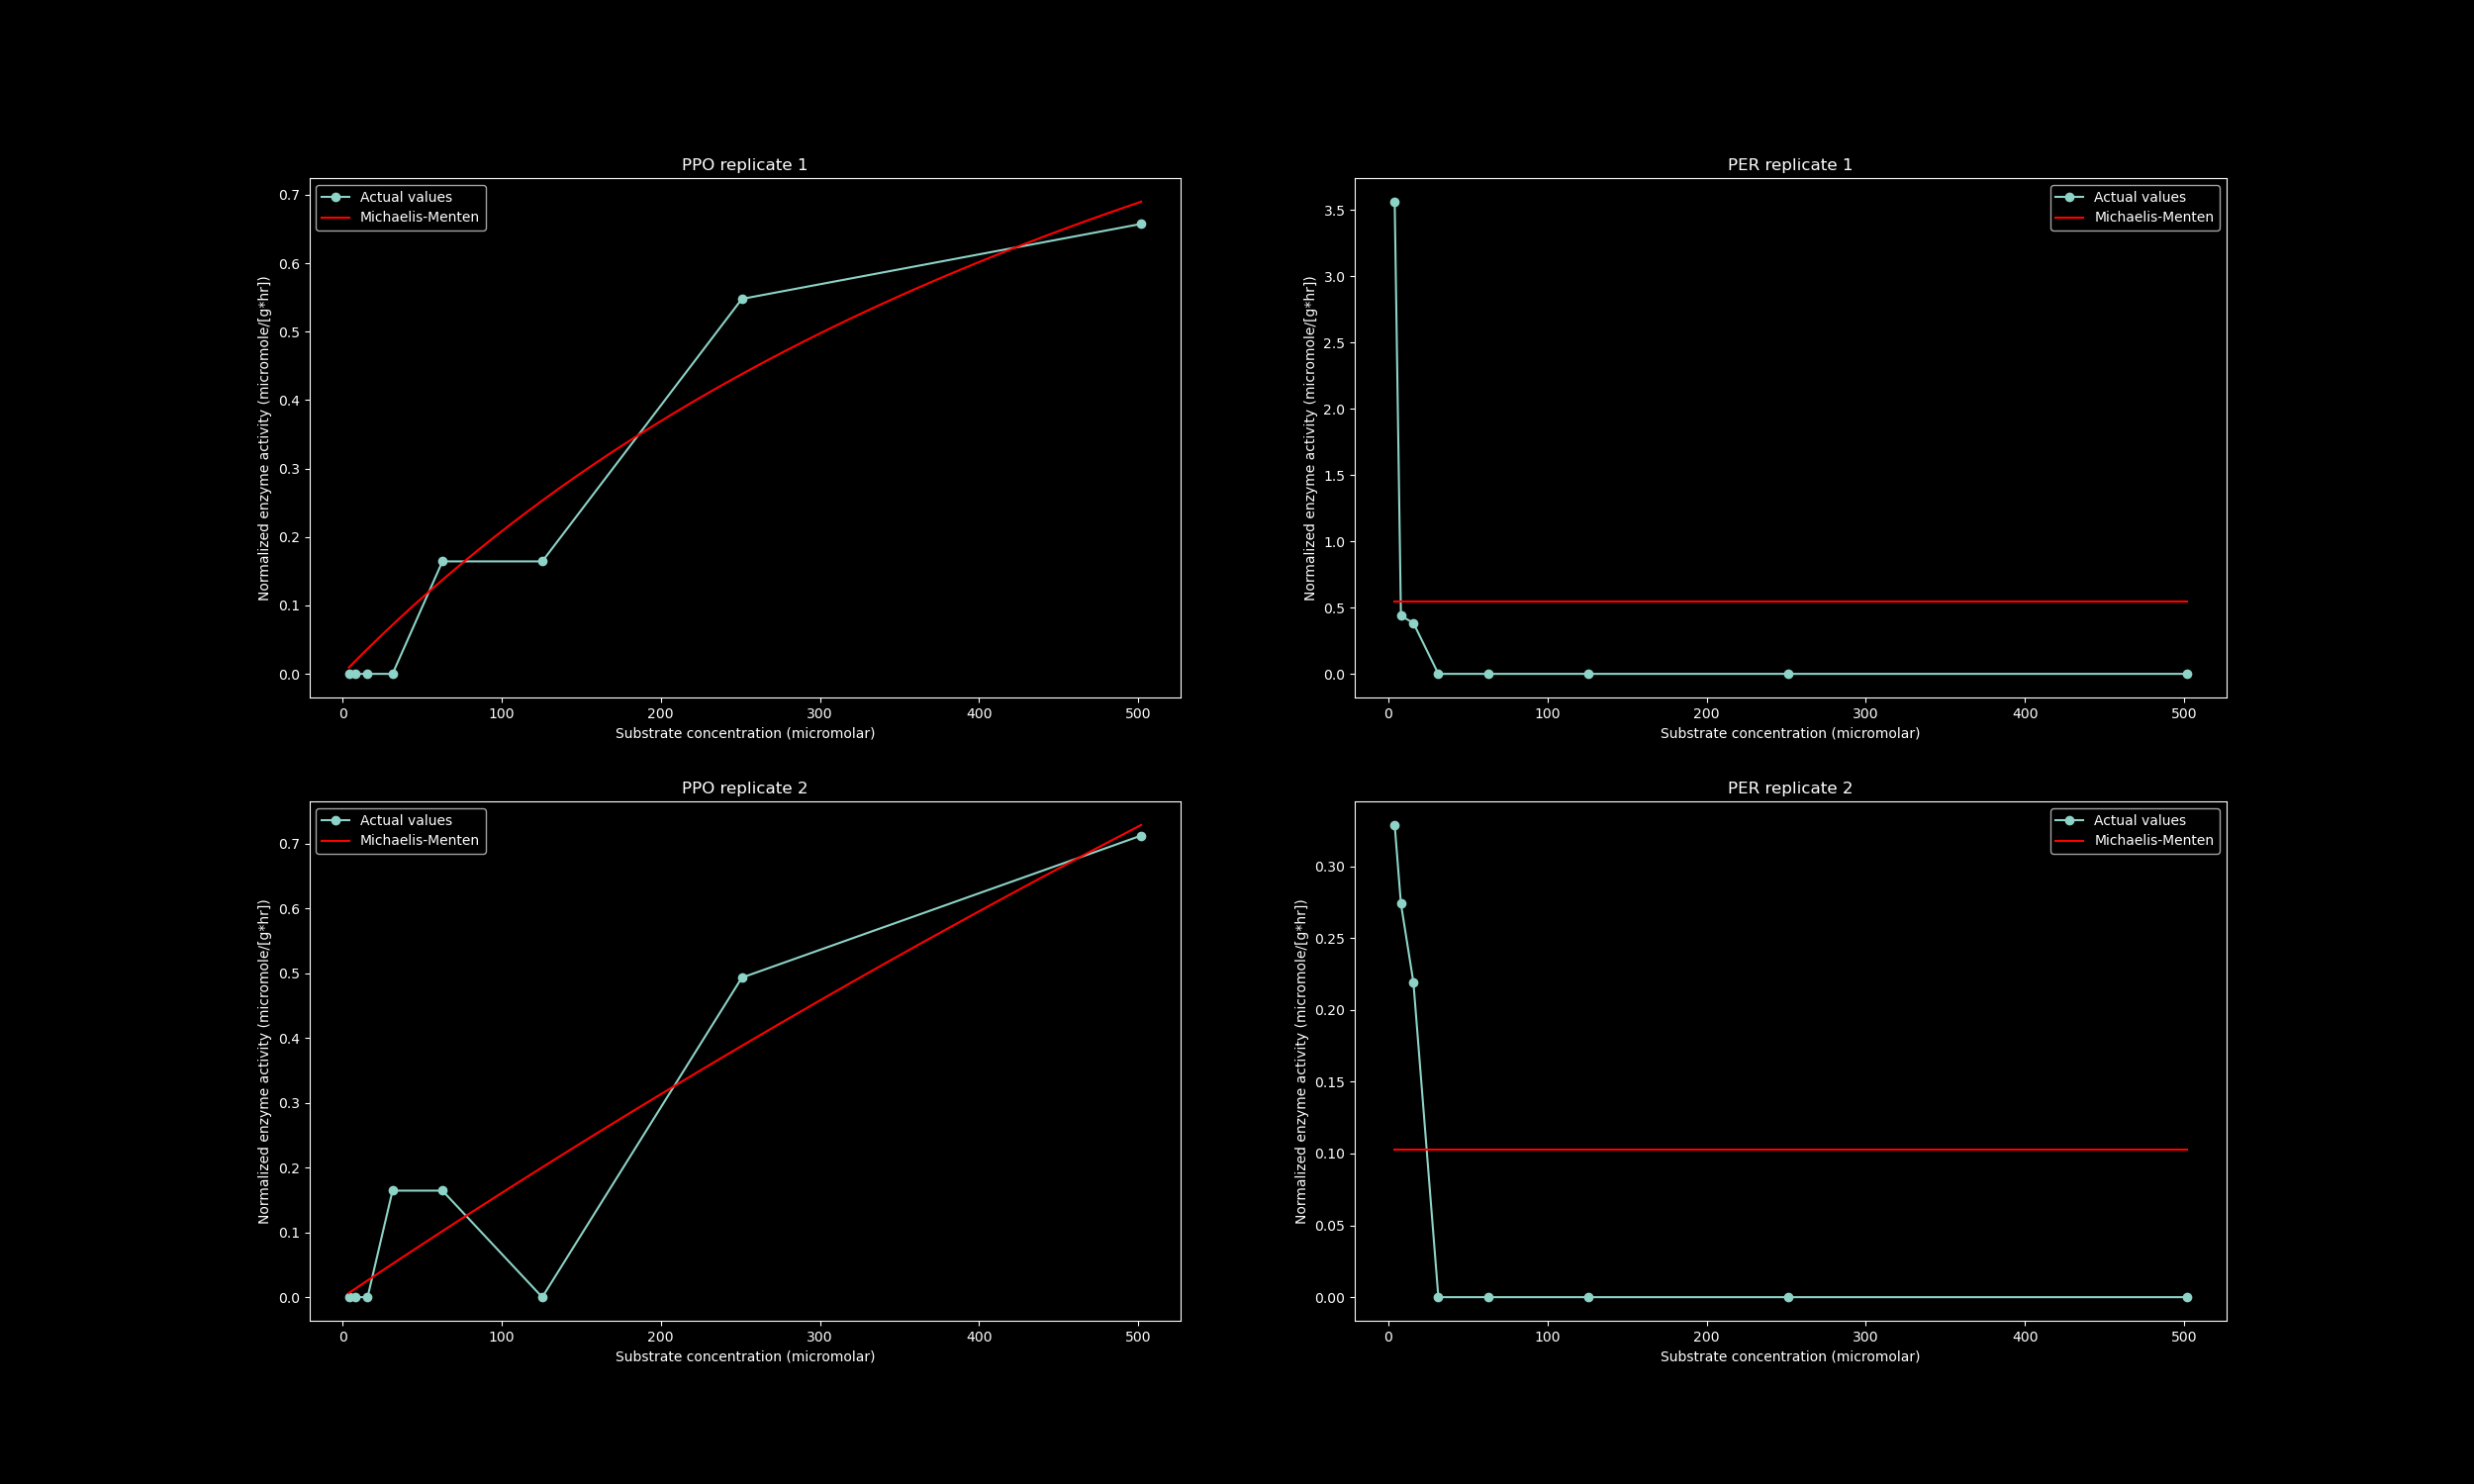 PPO replicate 1
Actual values
Michaelis-Menten
Normalized enzyme activity (micromole/[g*hr])
0.7
0.6
0.5
0.4
0.3
0.2
0.1
0.0
0 100 200 300 400 500
Substrate concentration (micromolar)
PER replicate 1
Actual values
Michaelis-Menten
Normalized enzyme activity (micromole/[g*hr])
3.5
3.0
2.5
2.0
1.5
1.0
0.5
0.0
0 100 200 300 400 500
Substrate concentration (micromolar)
PPO replicate 2
Actual values
Michaelis-Menten
Normalized enzyme activity (micromole/[g*hr])
0.7
0.6
0.5
0.4
0.3
0.2
0.1
0.0
0 100 200 300 400 500
Substrate concentration (micromolar)
PER replicate 2
Actual values
Michaelis-Menten
Normalized enzyme activity (micromole/[g*hr])
0.30
0.25
0.20
0.15
0.10
0.05
0.00
0 100 200 300 400 500
Substrate concentration (micromolar)